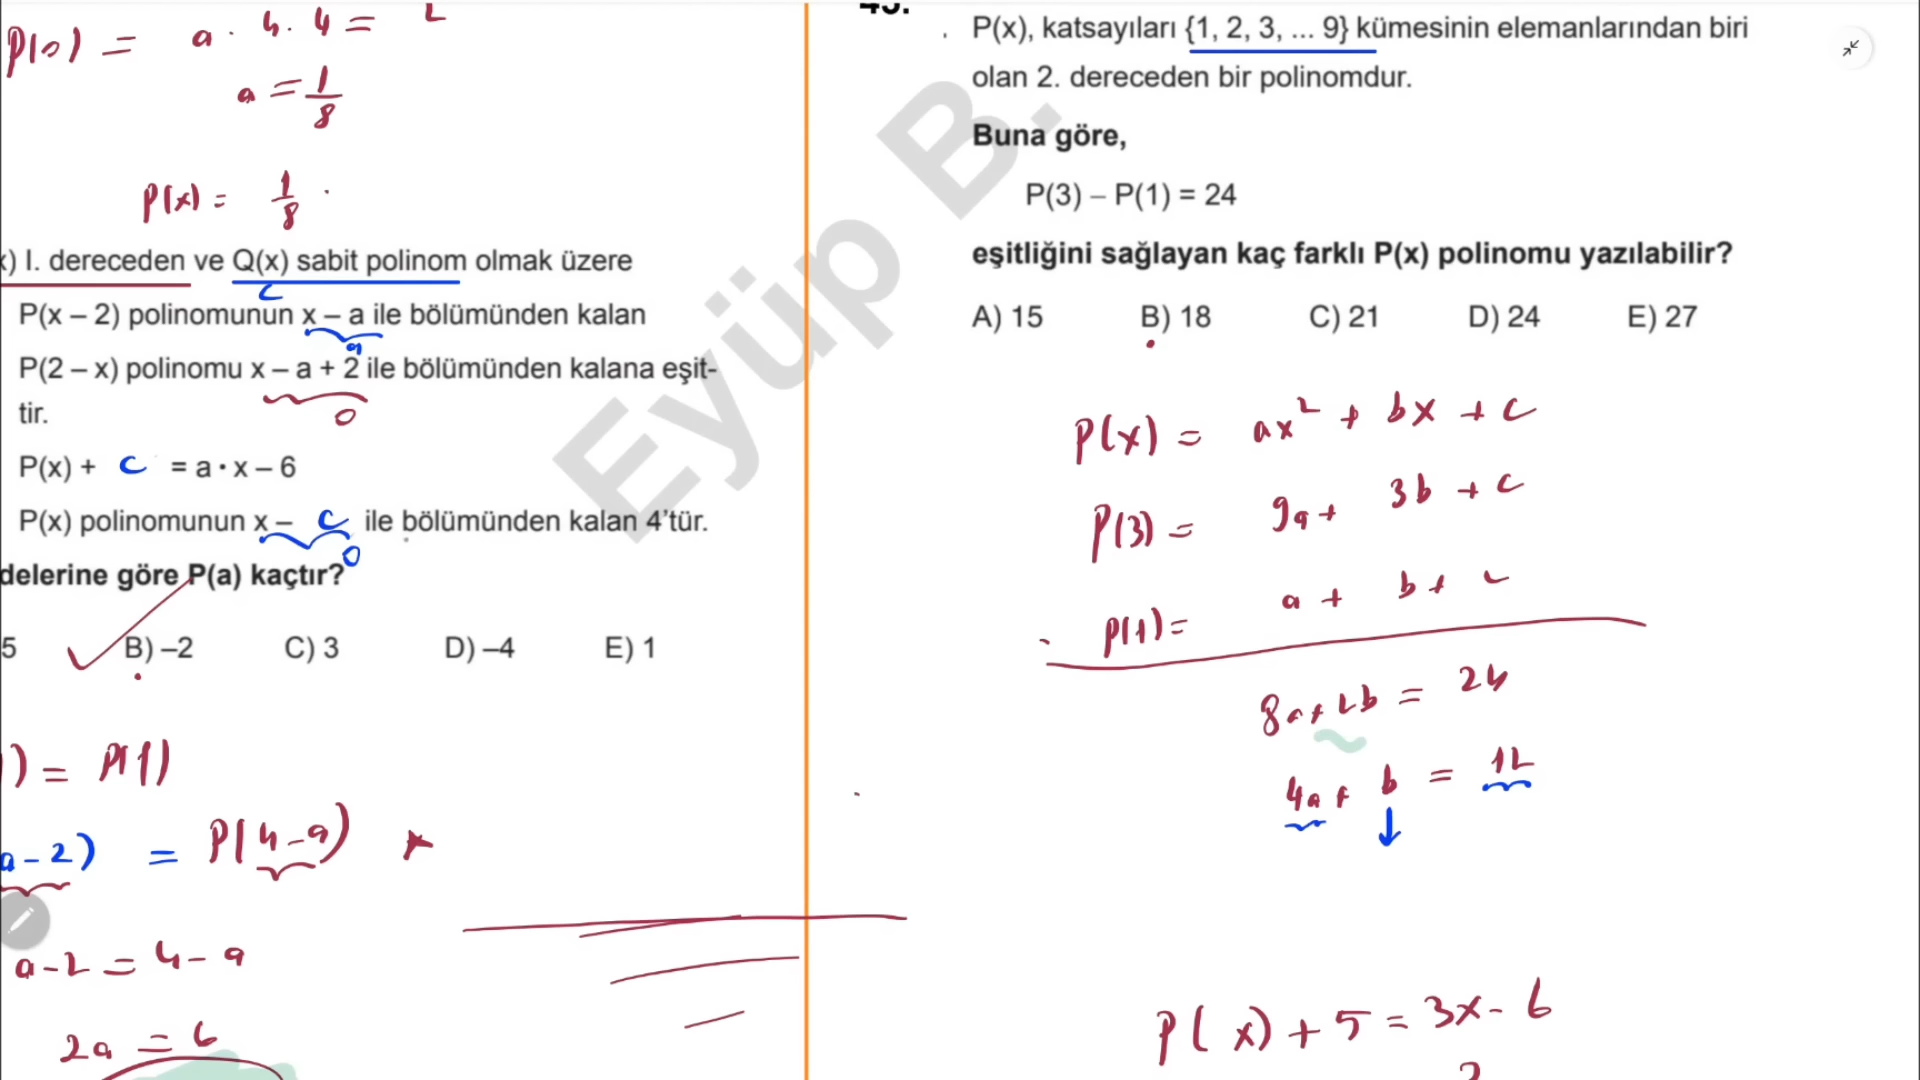 P(0) = a · 4 · 4 = 2
a = 1/8
P(x) = 1/8 ·
x) I. dereceden ve Q(x) sabit polinom olmak üzere
c
P(x – 2) polinomunun x – a ile bölümünden kalan
a
P(2 – x) polinomu x – a + 2 ile bölümünden kalana eşit-
0
tir.
P(x) + c = a · x – 6
P(x) polinomunun x – c ile bölümünden kalan 4'tür.
0
delerine göre P(a) kaçtır?
5 B) –2 C) 3 D) –4 E) 1
) = P(1)
a - 2) = P(4 - a)
a - 2 = 4 - a
2a = 6
P(x), katsayıları {1, 2, 3, ... 9} kümesinin elemanlarından biri
olan 2. dereceden bir polinomdur.
Buna göre,
P(3) – P(1) = 24
eşitliğini sağlayan kaç farklı P(x) polinomu yazılabilir?
A) 15 B) 18 C) 21 D) 24 E) 27
P(x) = ax² + bx + c
P(3) = 9a + 3b + c
- P(1) = a + b + c
8a + 2b = 24
4a + b = 12
P(x) + 5 = 3x - 6
Eyüp B.